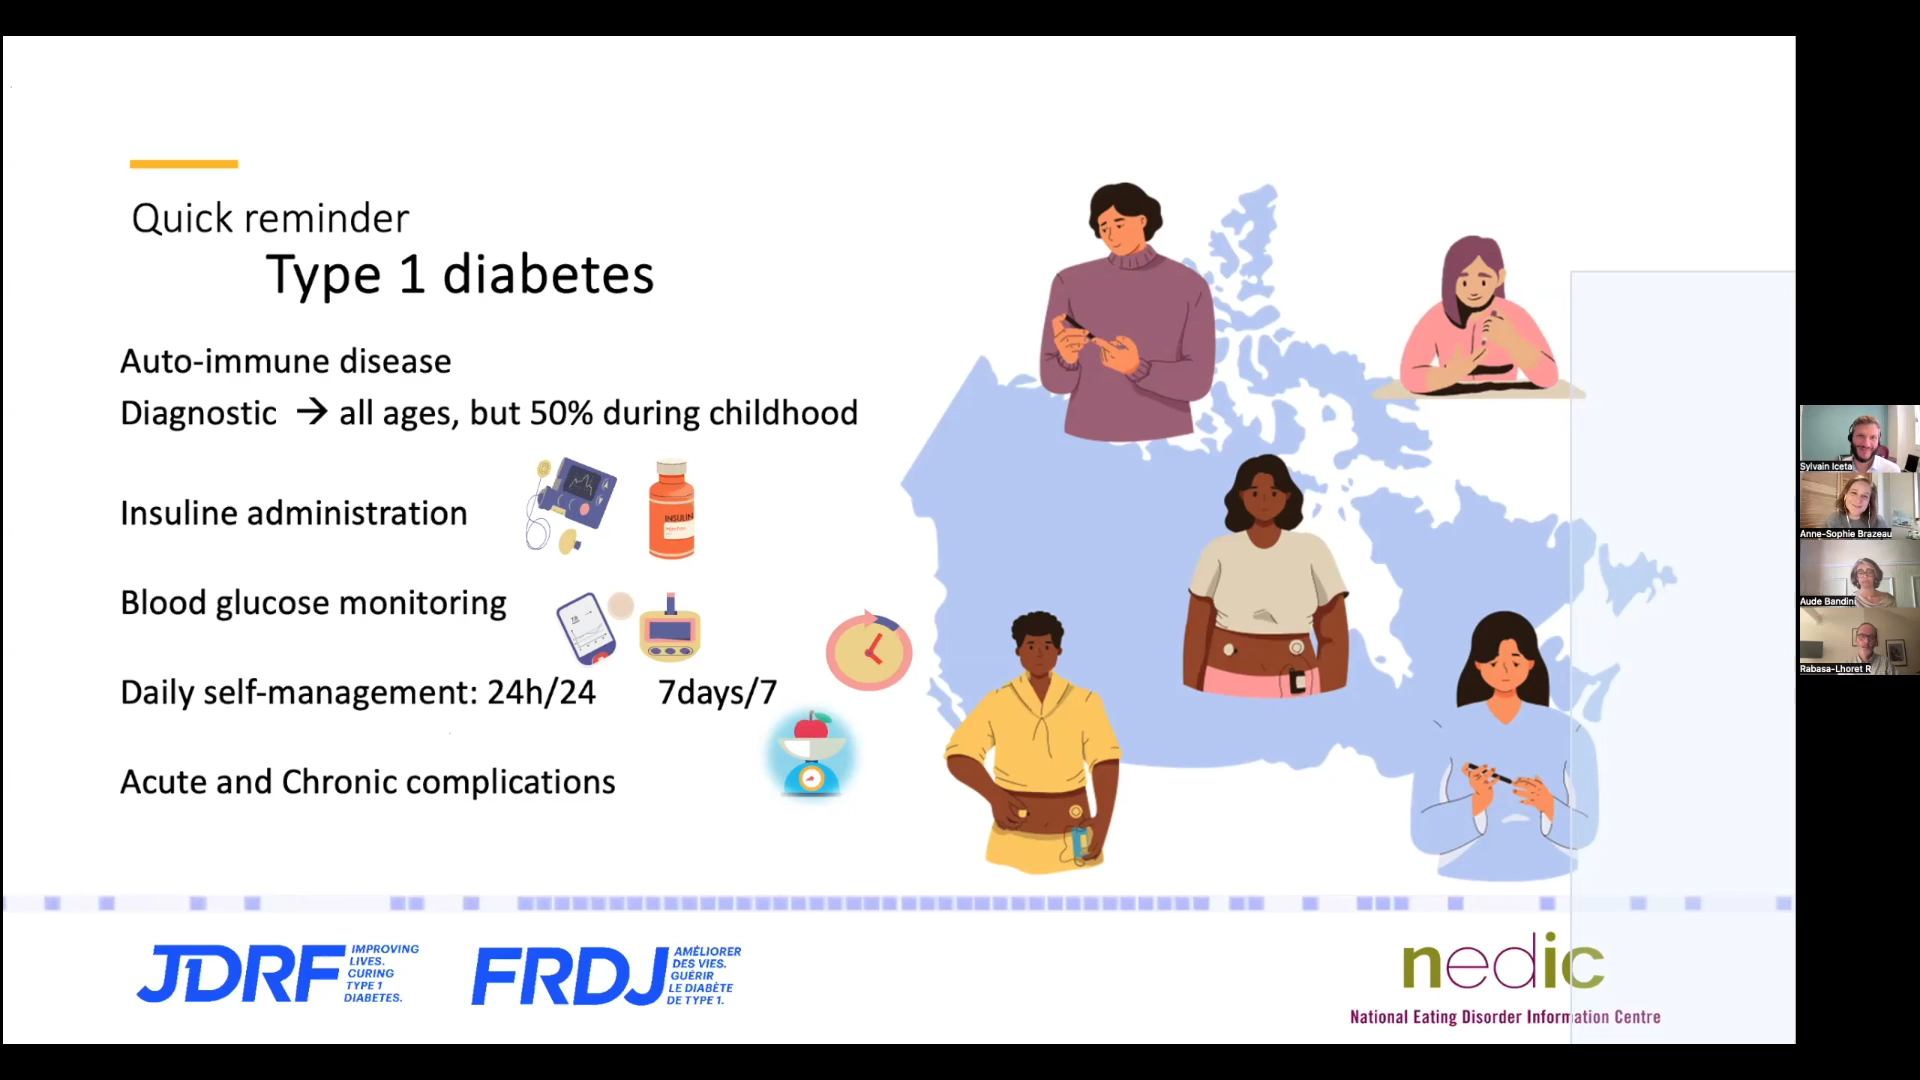 Quick reminder
Type 1 diabetes
Auto-immune disease
Diagnostic → all ages, but 50% during childhood
Insuline administration
INSULIN
Blood glucose monitoring
Daily self-management: 24h/24 7days/7
Acute and Chronic complications
JDRF IMPROVING
LIVES.
CURING
TYPE 1
DIABETES.
FRDJ AMÉLIORER
DES VIES.
GUÉRIR
LE DIABÈTE
DE TYPE 1.
nedic
National Eating Disorder Information Centre
Sylvain Iceta
Anne-Sophie Brazeau
Aude Bandini
Rabasa-Lhoret R